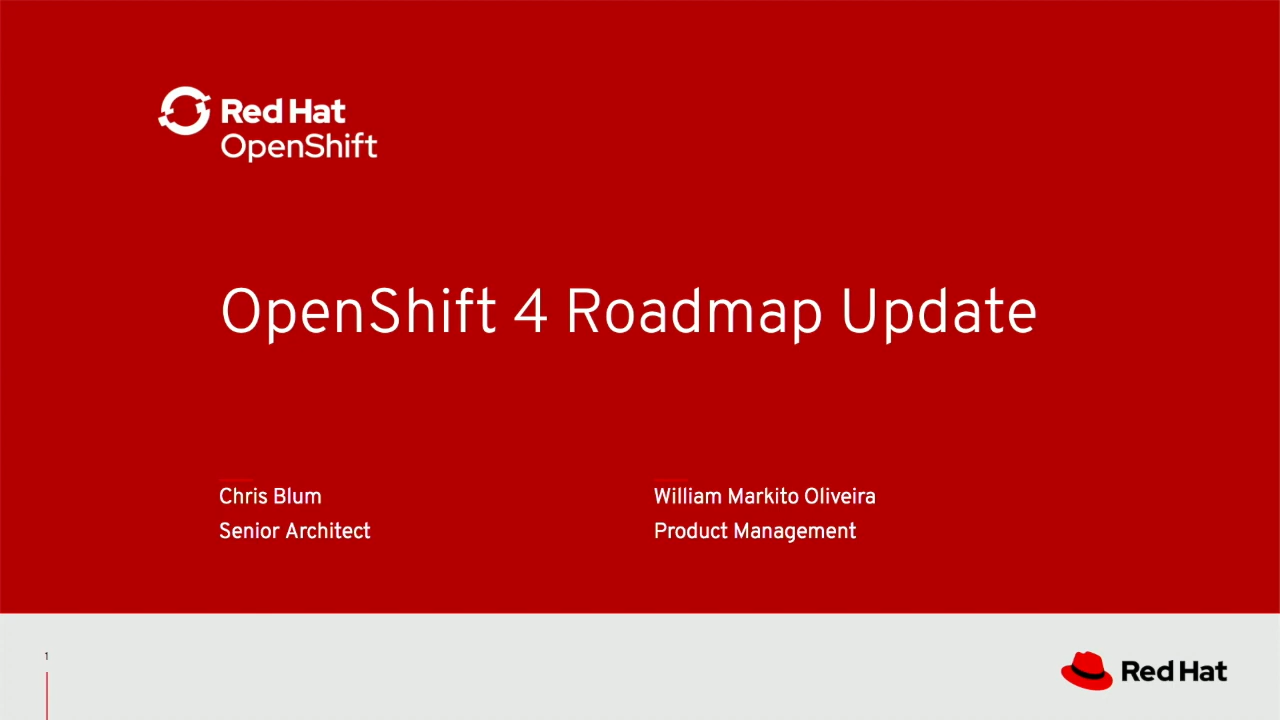 Red Hat
OpenShift
OpenShift 4 Roadmap Update
Chris Blum
Senior Architect
William Markito Oliveira
Product Management
1
Red Hat